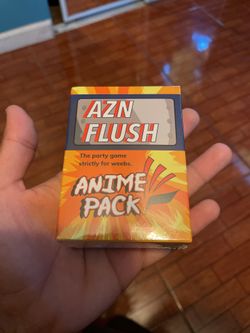 AZN
FLUSH
The party game
strictly for weebs.
ANIME
PACK